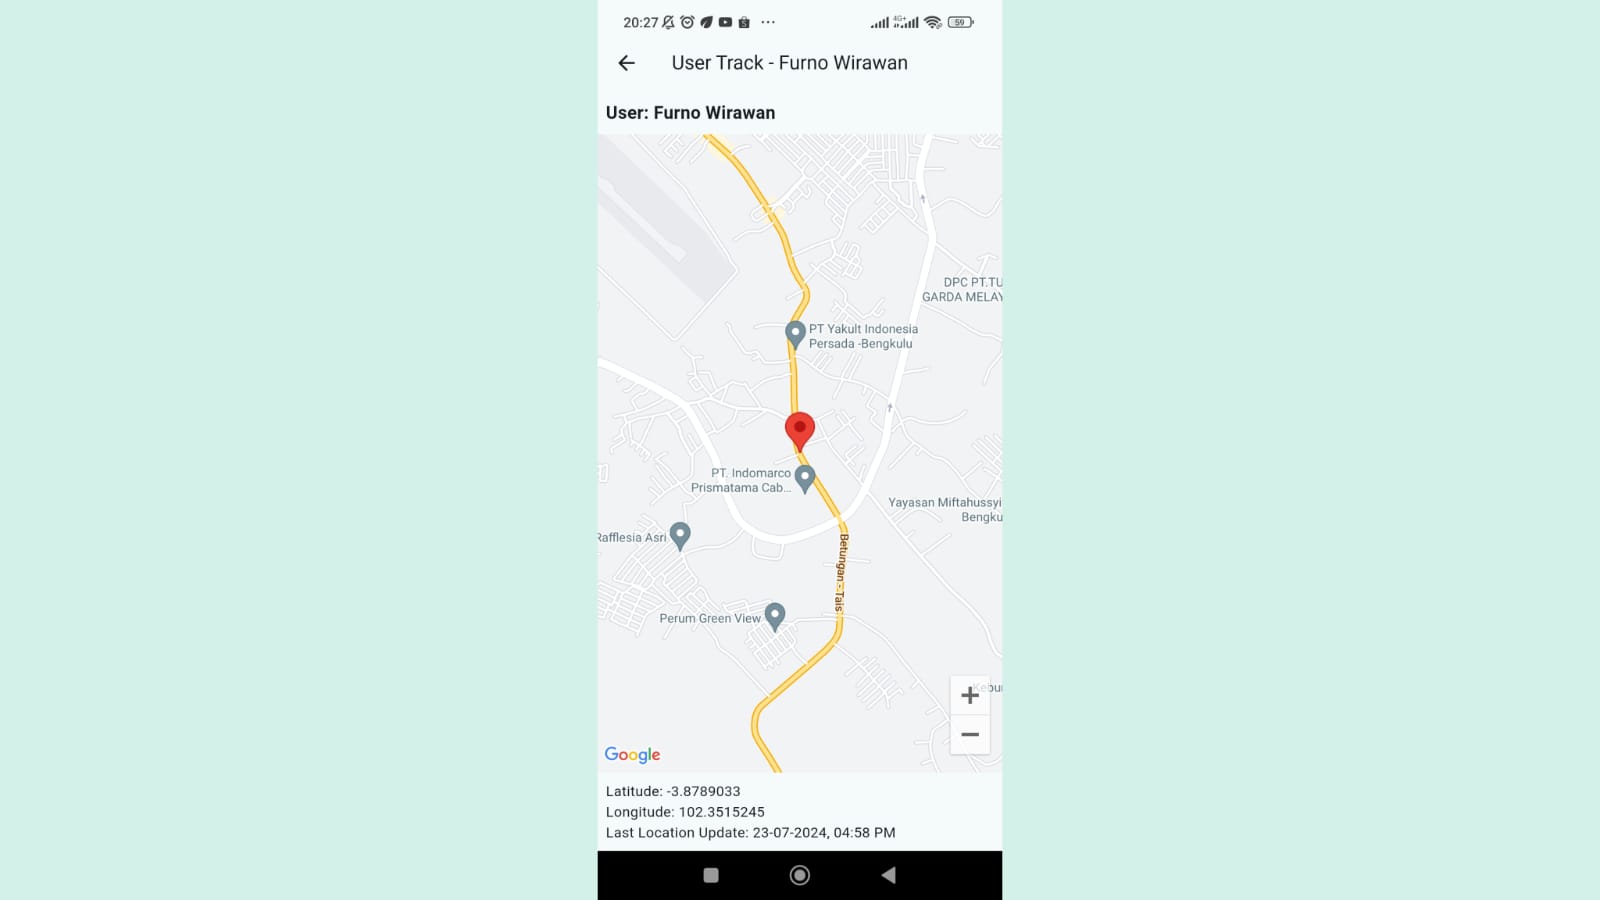 20:27
4G+
59
User Track - Furno Wirawan
User: Furno Wirawan
DPC PT.TU
GARDA MELAY
PT Yakult Indonesia
Persada -Bengkulu
PT. Indomarco
Prismatama Cab...
Yayasan Miftahussyi
Bengku
Rafflesia Asri
Betungan - Tais
Perum Green View
Kebu
Google
Latitude: -3.8789033
Longitude: 102.3515245
Last Location Update: 23-07-2024, 04:58 PM